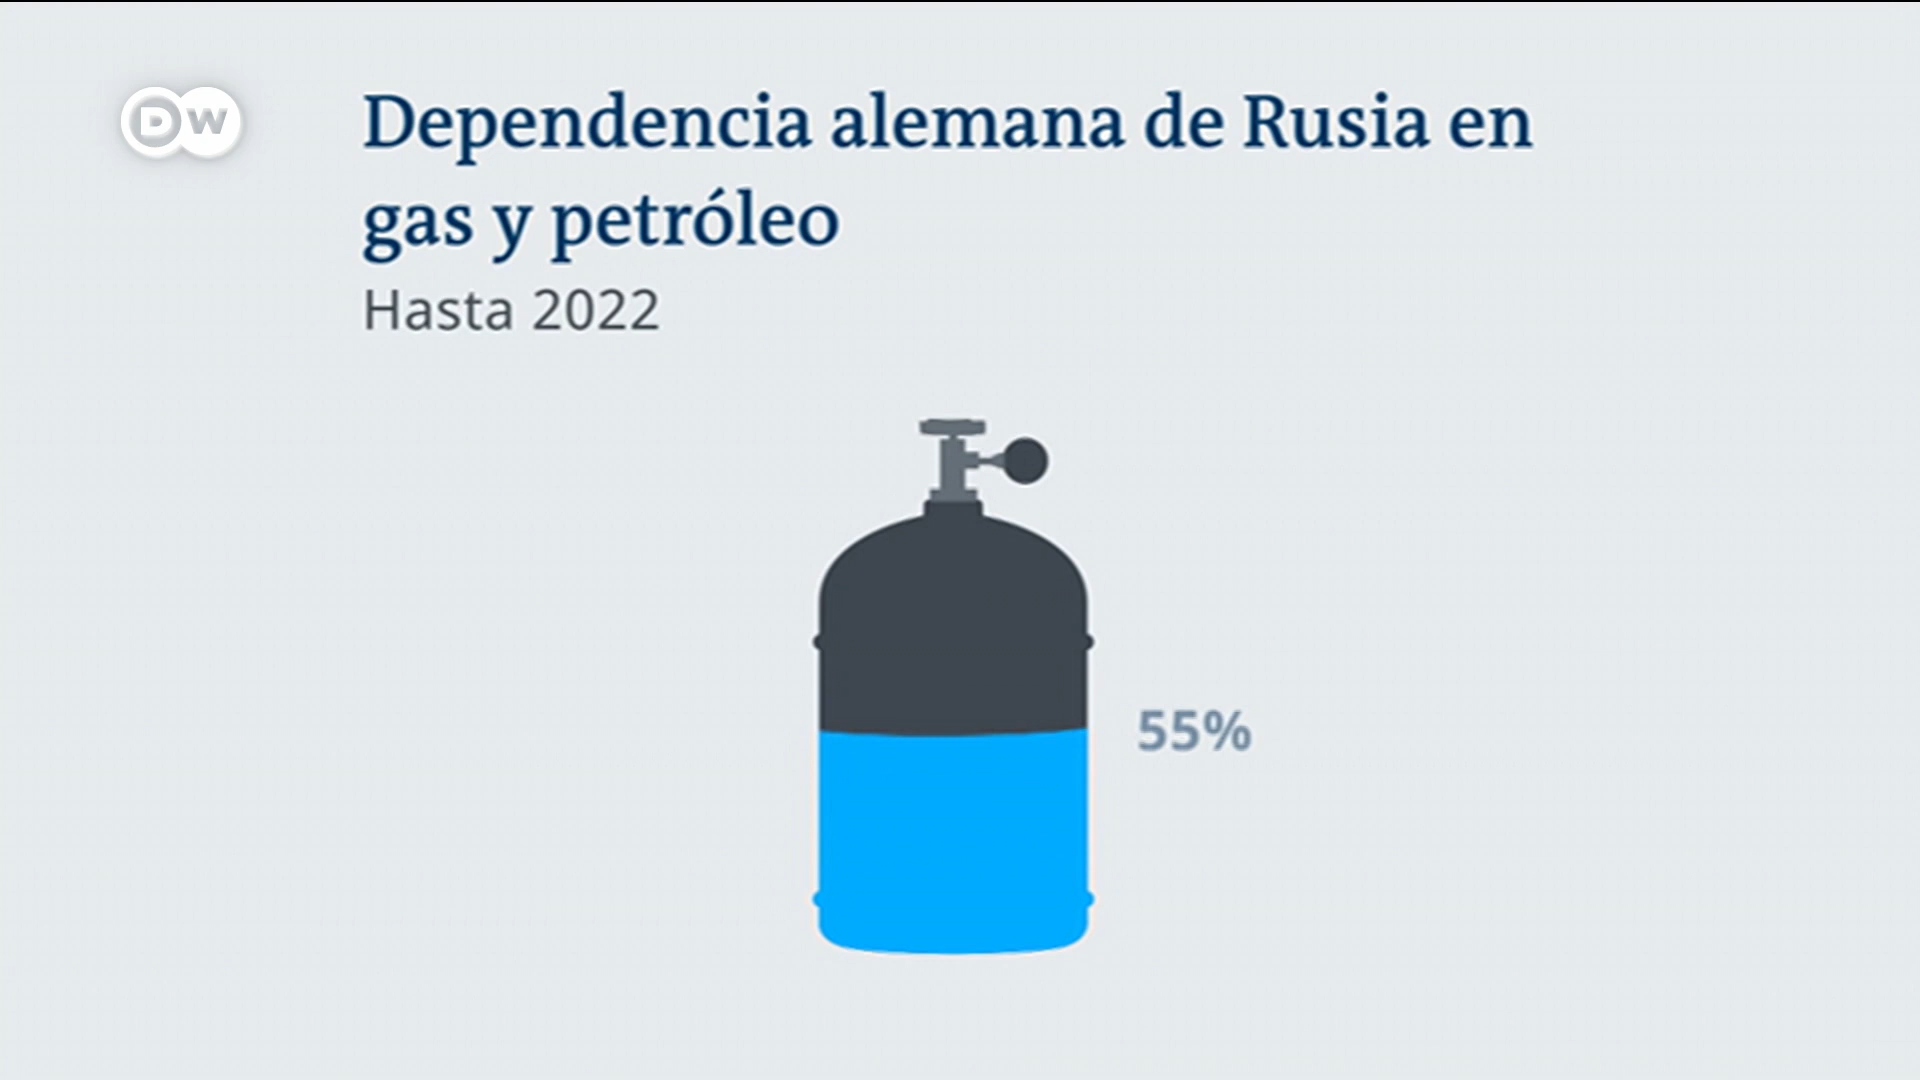 DW
Dependencia alemana de Rusia en
gas y petróleo
Hasta 2022
55%